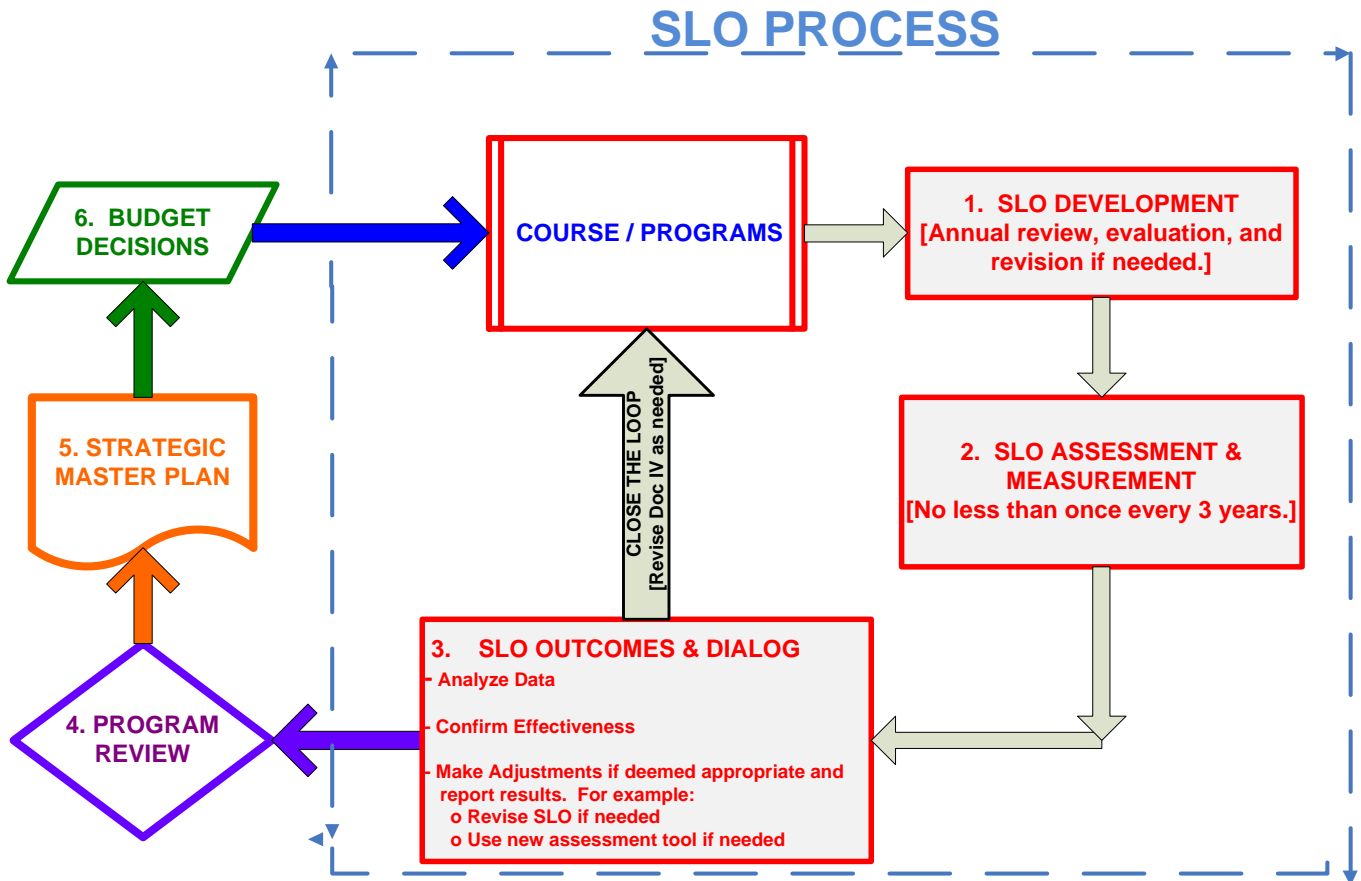 SLO PROCESS
6. BUDGET
DECISIONS
COURSE / PROGRAMS
1. SLO DEVELOPMENT
[Annual review, evaluation, and
revision if needed.]
5. STRATEGIC
MASTER PLAN
CLOSE THE LOOP
[Revise Doc IV as needed]
2. SLO ASSESSMENT &
MEASUREMENT
[No less than once every 3 years.]
4. PROGRAM
REVIEW
3. SLO OUTCOMES & DIALOG
- Analyze Data
- Confirm Effectiveness
- Make Adjustments if deemed appropriate and
report results. For example:
o Revise SLO if needed
o Use new assessment tool if needed